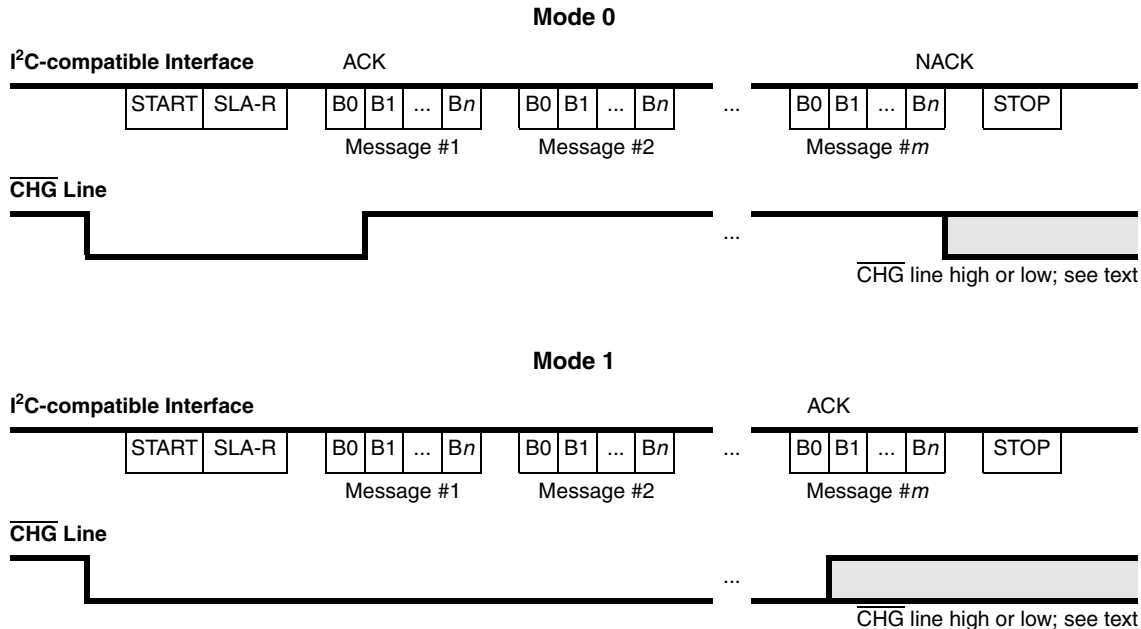 Mode 0
I²C-compatible Interface ACK NACK
START SLA-R B0 B1 ... Bn B0 B1 ... Bn ... B0 B1 ... Bn STOP
Message #1 Message #2 Message #m
CHG Line
...
CHG line high or low; see text
Mode 1
I²C-compatible Interface ACK
START SLA-R B0 B1 ... Bn B0 B1 ... Bn ... B0 B1 ... Bn STOP
Message #1 Message #2 Message #m
CHG Line
...
CHG line high or low; see text